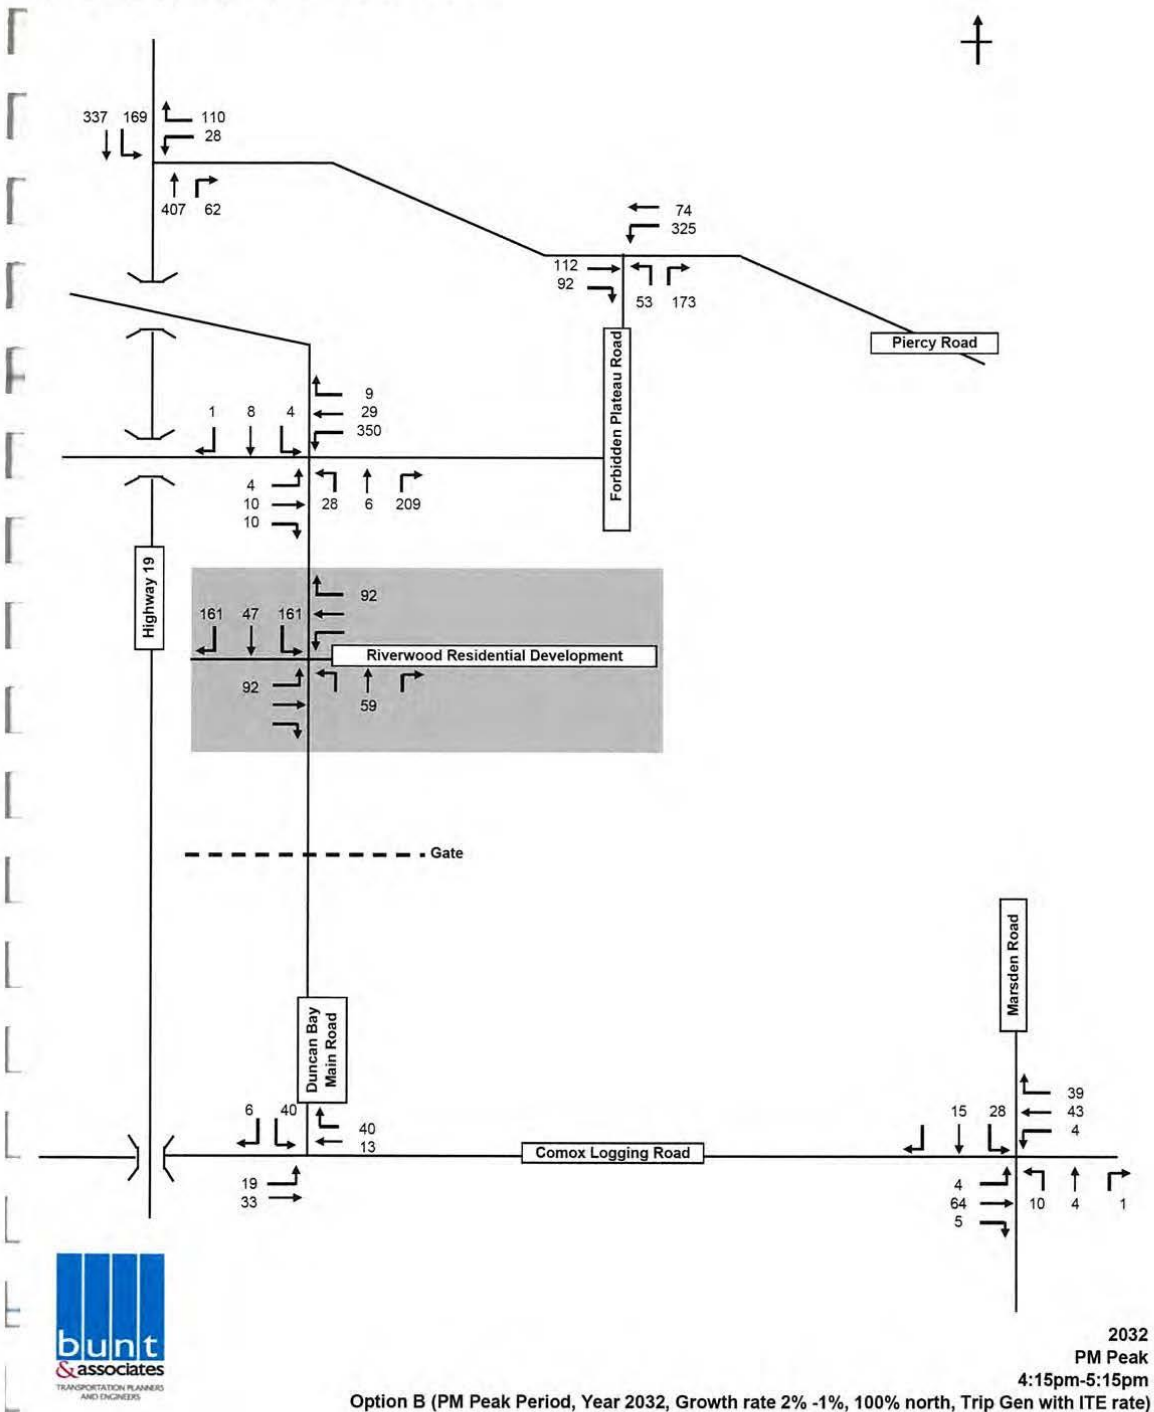 337 169 110
28
407 62
74
325
112
92
53 173
Piercy Road
Forbidden Plateau Road
9
1 8 4 29
350
4
10 28 6 209
10
Highway 19
92
161 47 161
Riverwood Residential Development
92
59
Gate
Marsden Road
Duncan Bay
Main Road
6 40
40
13
Comox Logging Road
19
33
39
15 28 43
4
4
64 10 4 1
5
bunt
&associates
TRANSPORTATION PLANNERS
AND ENGINEERS
2032
PM Peak
4:15pm-5:15pm
Option B (PM Peak Period, Year 2032, Growth rate 2% -1%, 100% north, Trip Gen with ITE rate)